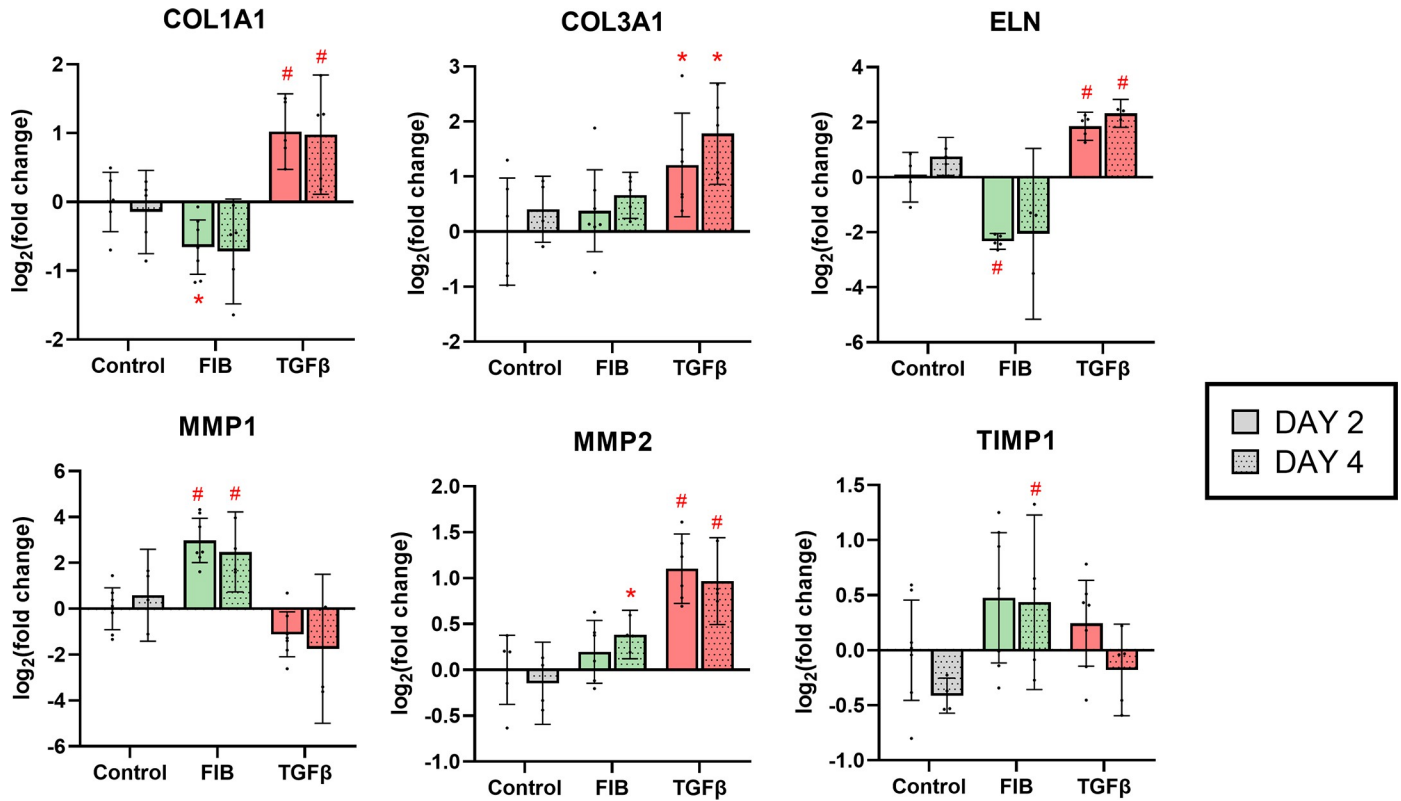 COL1A1
log2(fold change)
2
1
0
-1
-2
#
#
*
Control FIB TGFβ
COL3A1
log2(fold change)
3
2
1
0
-1
-2
*
*
Control FIB TGFβ
ELN
log2(fold change)
4
2
0
-2
-4
-6
#
#
#
Control FIB TGFβ
MMP1
log2(fold change)
6
4
2
0
-2
-4
-6
#
#
Control FIB TGFβ
MMP2
log2(fold change)
2.0
1.5
1.0
0.5
0.0
-0.5
-1.0
*
#
#
Control FIB TGFβ
TIMP1
log2(fold change)
1.5
1.0
0.5
0.0
-0.5
-1.0
#
Control FIB TGFβ
DAY 2
DAY 4